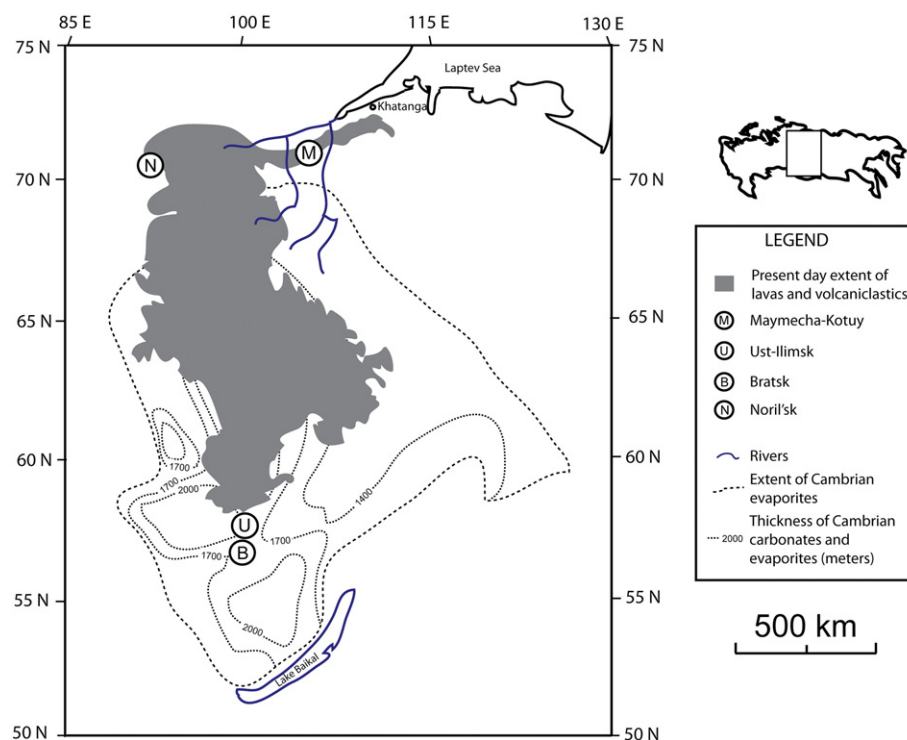 85 E
100 E
115 E
130 E
75 N
75 N
Laptev Sea
Khatanga
M
N
70 N
70 N
65 N
65 N
60 N
60 N
1700
1700
2000
1400
U
1700
1700
B
55 N
55 N
2000
Lake Baikal
50 N
50 N
LEGEND
Present day extent of
lavas and volcaniclastics
M Maymecha-Kotuy
U Ust-Ilimsk
B Bratsk
N Noril'sk
Rivers
Extent of Cambrian
evaporites
Thickness of Cambrian
2000 carbonates and
evaporites (meters)
500 km